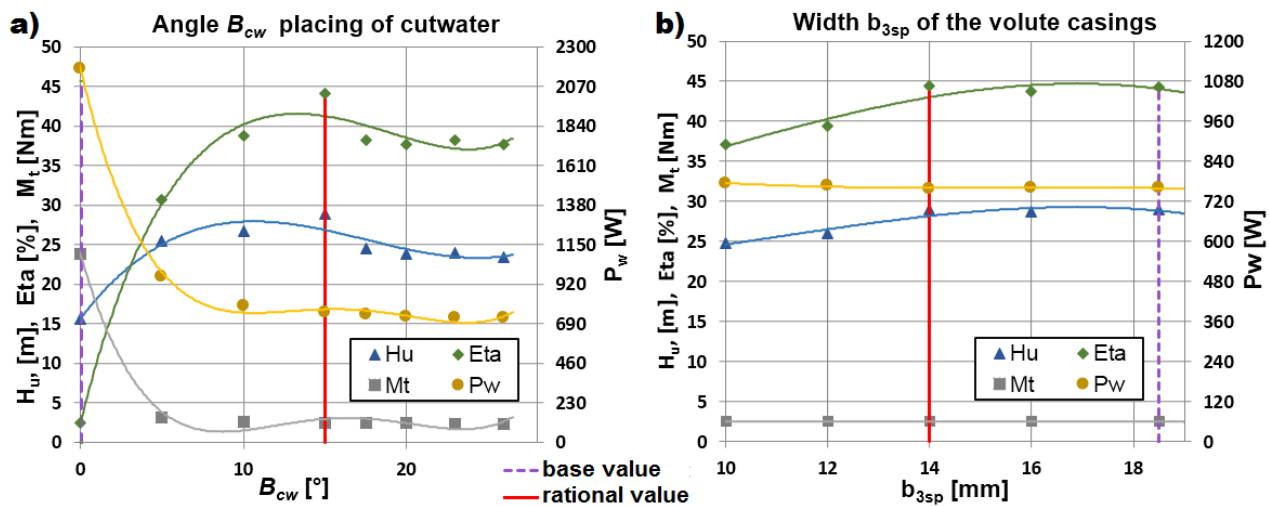 a)
Angle B_cw placing of cutwater
H_u, [m], Eta [%], M_t [Nm]
50
45
40
35
30
25
20
15
10
5
0
2300
2070
1840
1610
1380
1150
920
690
460
230
0
P_w [W]
Hu Eta
Mt Pw
0 10 20
B_cw [°]
b)
Width b_3sp of the volute casings
H_u, [m], Eta [%], M_t [Nm]
50
45
40
35
30
25
20
15
10
5
0
1200
1080
960
840
720
600
480
360
240
120
0
Pw [W]
Hu Eta
Mt Pw
10 12 14 16 18
b_3sp [mm]
base value
rational value